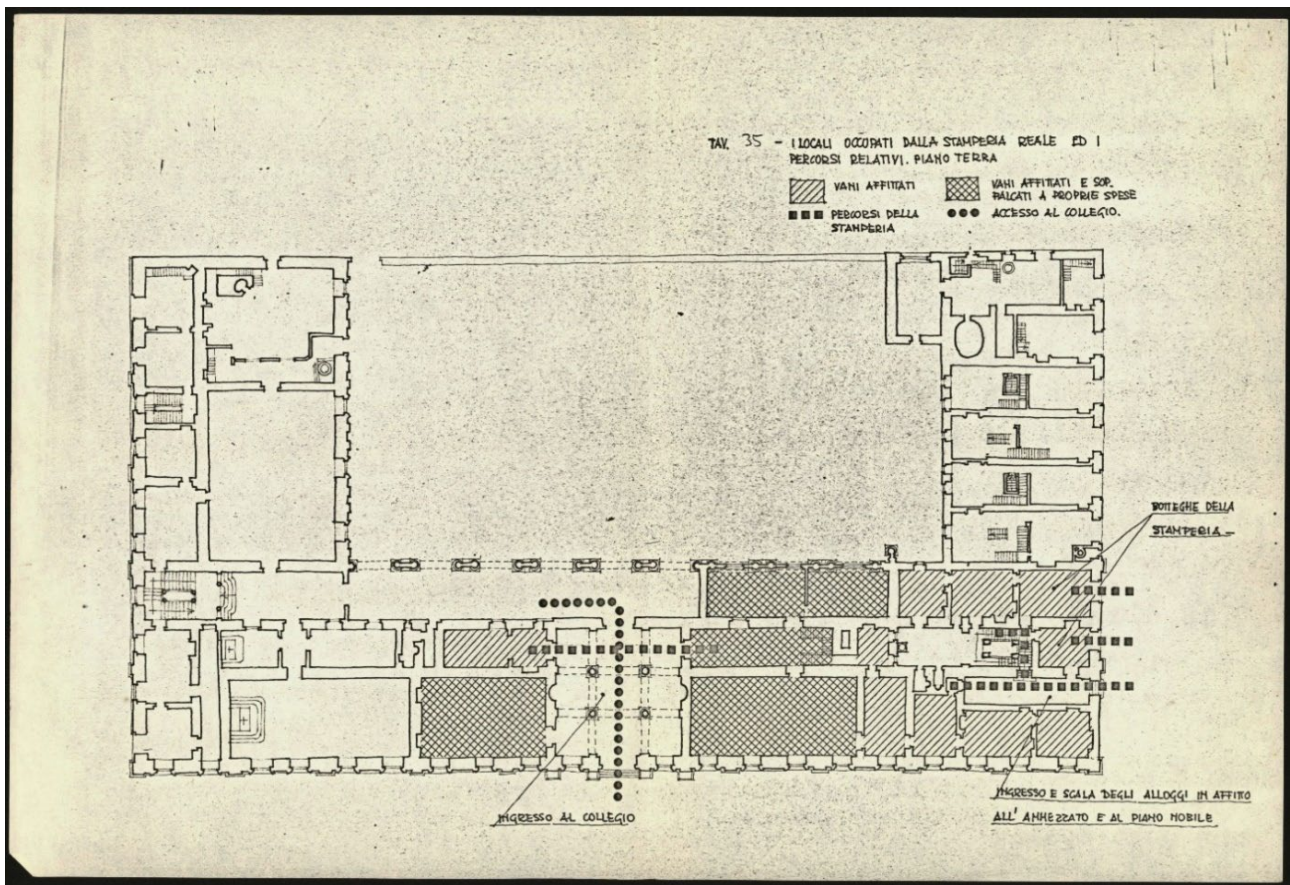 TAV. 35 - I LOCALI OCCUPATI DALLA STAMPERIA REALE ED I
PERCORSI RELATIVI. PIANO TERRA
VANI AFFITTATI
VANI AFFITTATI E SOP.
PALCATI A PROPRIE SPESE
PERCORSI DELLA
STAMPERIA
ACCESSO AL COLLEGIO.
BOTTEGHE DELLA
STAMPERIA
INGRESSO AL COLLEGIO
INGRESSO E SCALA DEGLI ALLOGGI IN AFFITTO
ALL' AMMEZZATO E AL PIANO NOBILE